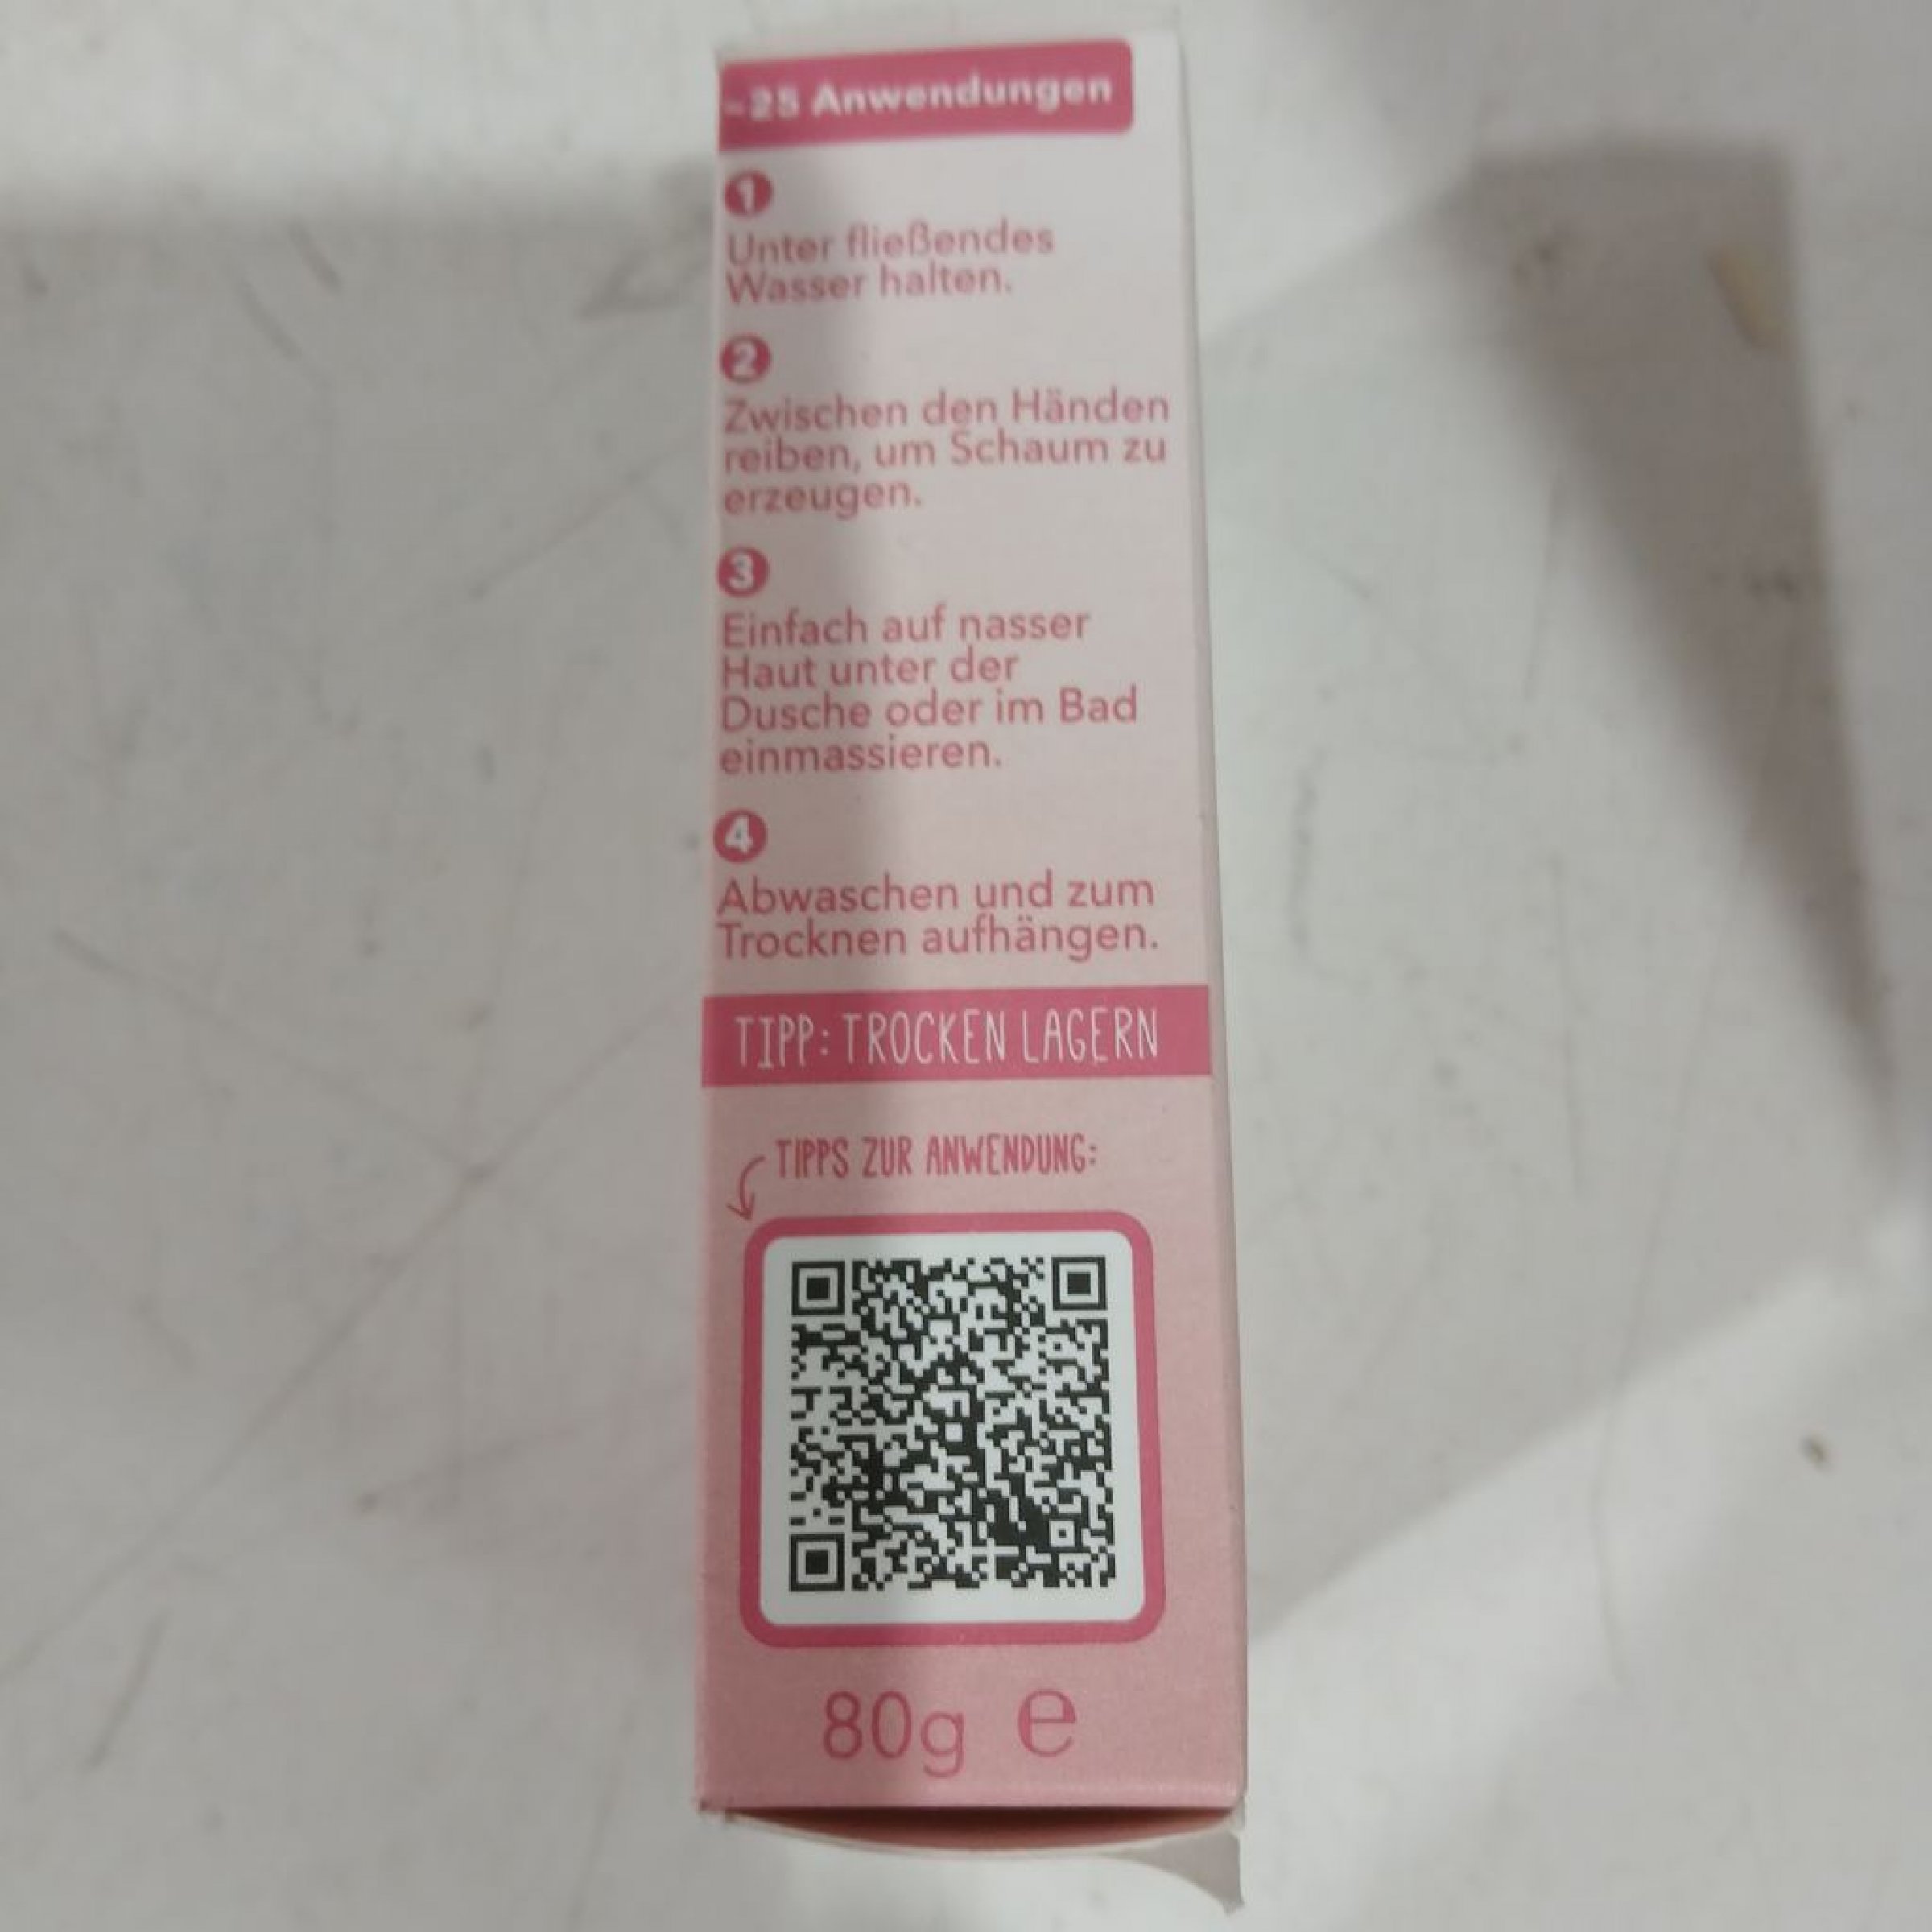 ~25 Anwendungen
1
Unter fließendes
Wasser halten.
2
Zwischen den Händen
reiben, um Schaum zu
erzeugen.
3
Einfach auf nasser
Haut unter der
Dusche oder im Bad
einmassieren.
4
Abwaschen und zum
Trocknen aufhängen.
TIPP: TROCKEN LAGERN
TIPPS ZUR ANWENDUNG:
80g e